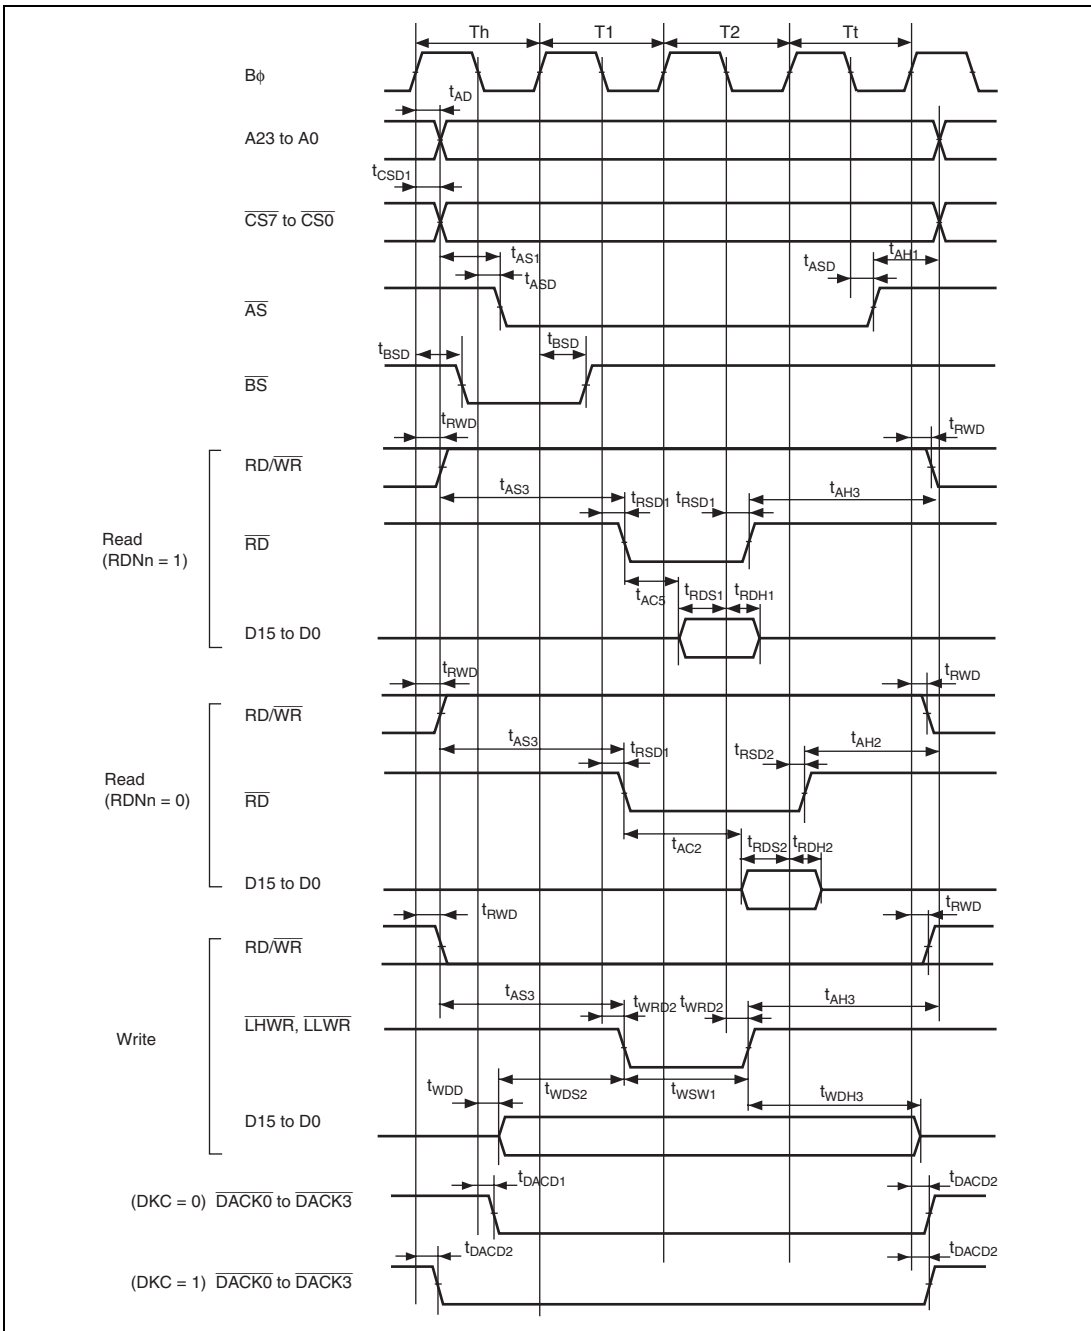 Th T1 T2 Tt
Bφ
tAD
A23 to A0
tCSD1
CS7 to CS0
tAS1 tASD tASD tAH1
AS
tBSD tBSD
BS
tRWD tRWD
RD/WR
tAS3 tRSD1 tRSD1 tAH3
Read
(RDNn = 1)
RD
tAC5 tRDS1 tRDH1
D15 to D0
tRWD tRWD
RD/WR
tAS3 tRSD1 tRSD2 tAH2
Read
(RDNn = 0)
RD
tAC2 tRDS2 tRDH2
D15 to D0
tRWD tRWD
RD/WR
tAS3 tWRD2 tWRD2 tAH3
Write
LHWR, LLWR
tWDD tWDS2 tWSW1 tWDH3
D15 to D0
tDACD1 tDACD2
(DKC = 0) DACK0 to DACK3
tDACD2 tDACD2
(DKC = 1) DACK0 to DACK3